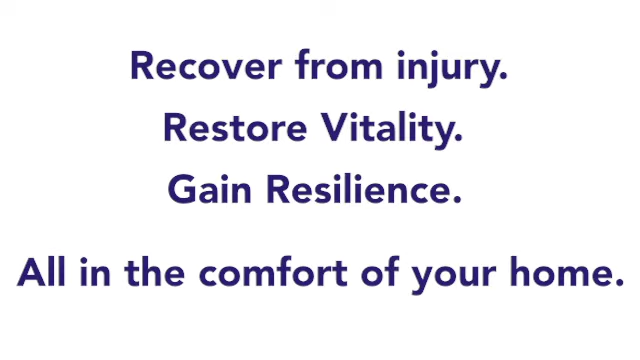 Recover from injury.
Restore Vitality.
Gain Resilience.
All in the comfort of your home.